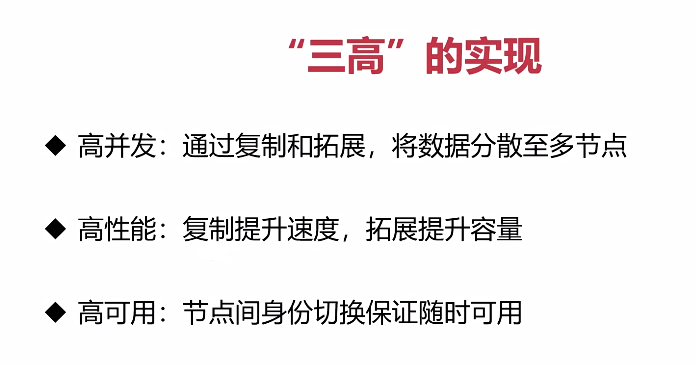 “三高”的实现
◆ 高并发：通过复制和拓展，将数据分散至多节点
◆ 高性能：复制提升速度，拓展提升容量
◆ 高可用：节点间身份切换保证随时可用